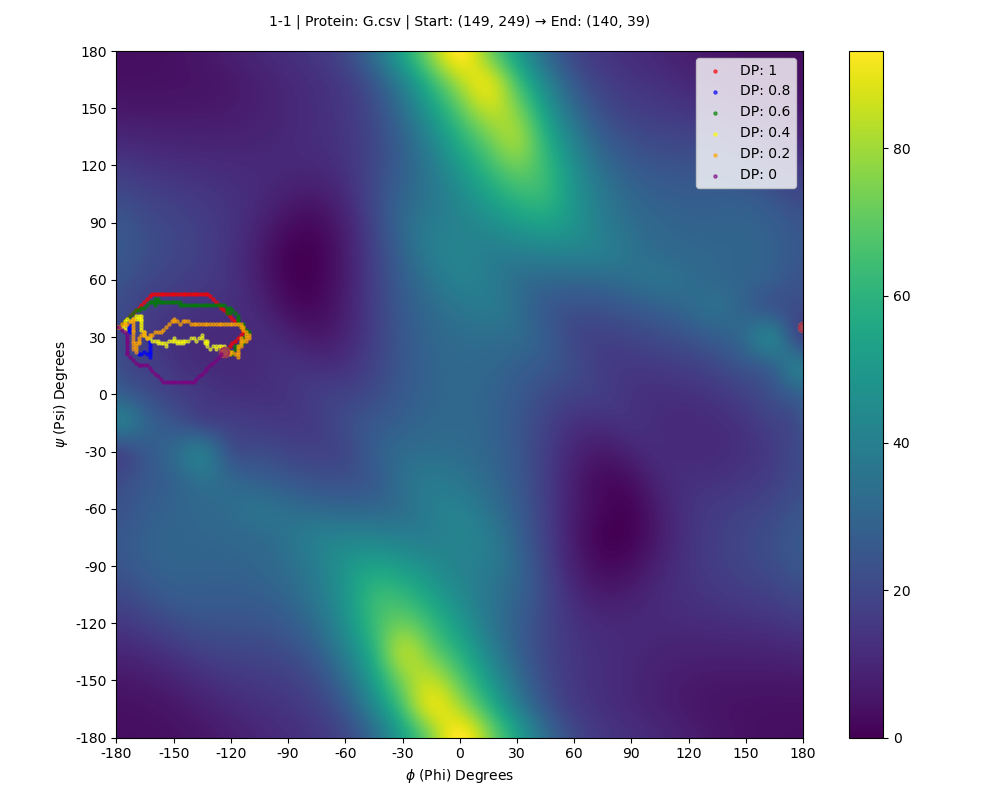 1-1 | Protein: G.csv | Start: (149, 249) → End: (140, 39)
DP: 1
DP: 0.8
DP: 0.6
DP: 0.4
DP: 0.2
DP: 0
180
150
120
90
60
30
0
-30
-60
-90
-120
-150
-180
ψ (Psi) Degrees
-180 -150 -120 -90 -60 -30 0 30 60 90 120 150 180
ϕ (Phi) Degrees
80
60
40
20
0